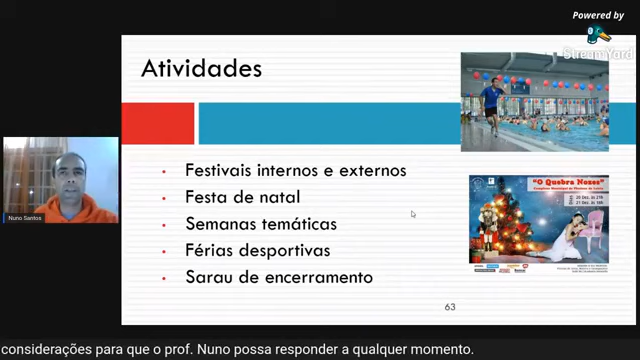 Powered by
StreamYard
Atividades
Festivais internos e externos
Festa de natal
Semanas temáticas
Férias desportivas
Sarau de encerramento
"O Quebra Nozes"
63
Nuno Santos
considerações para que o prof. Nuno possa responder a qualquer momento.